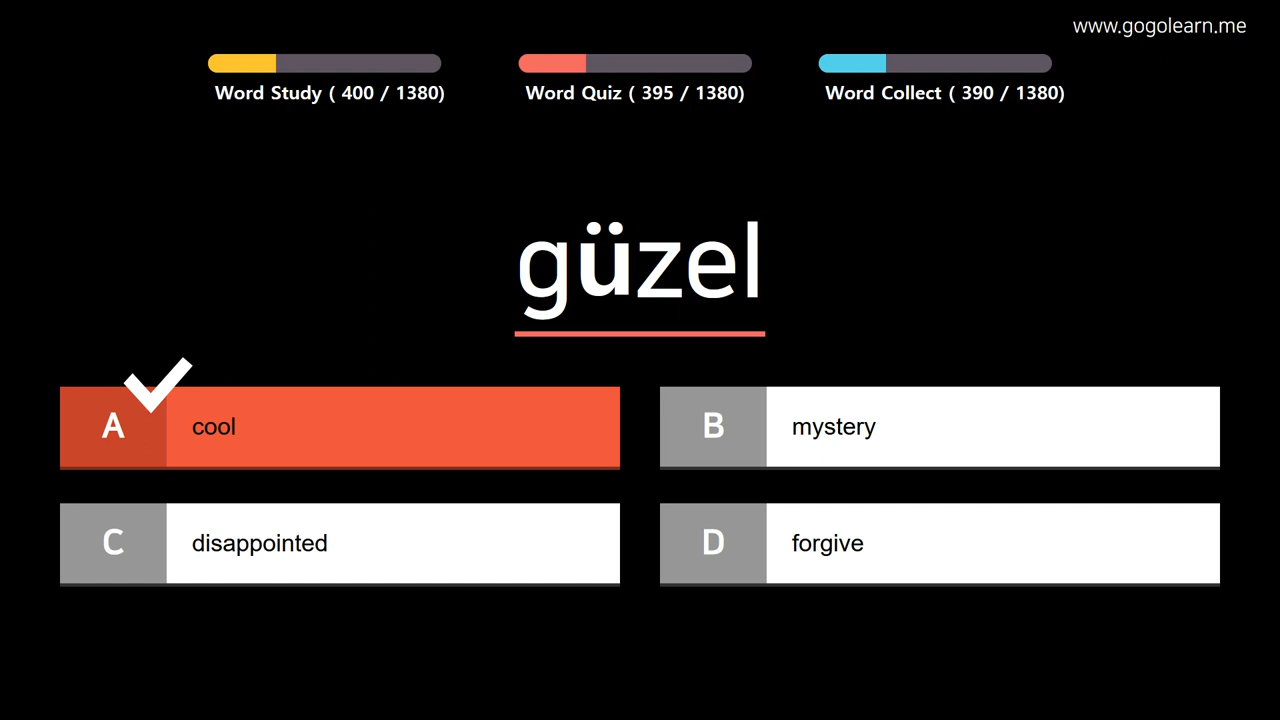 www.gogolearn.me
Word Study ( 400 / 1380)
Word Quiz ( 395 / 1380)
Word Collect ( 390 / 1380)
güzel
A cool
B mystery
C disappointed
D forgive